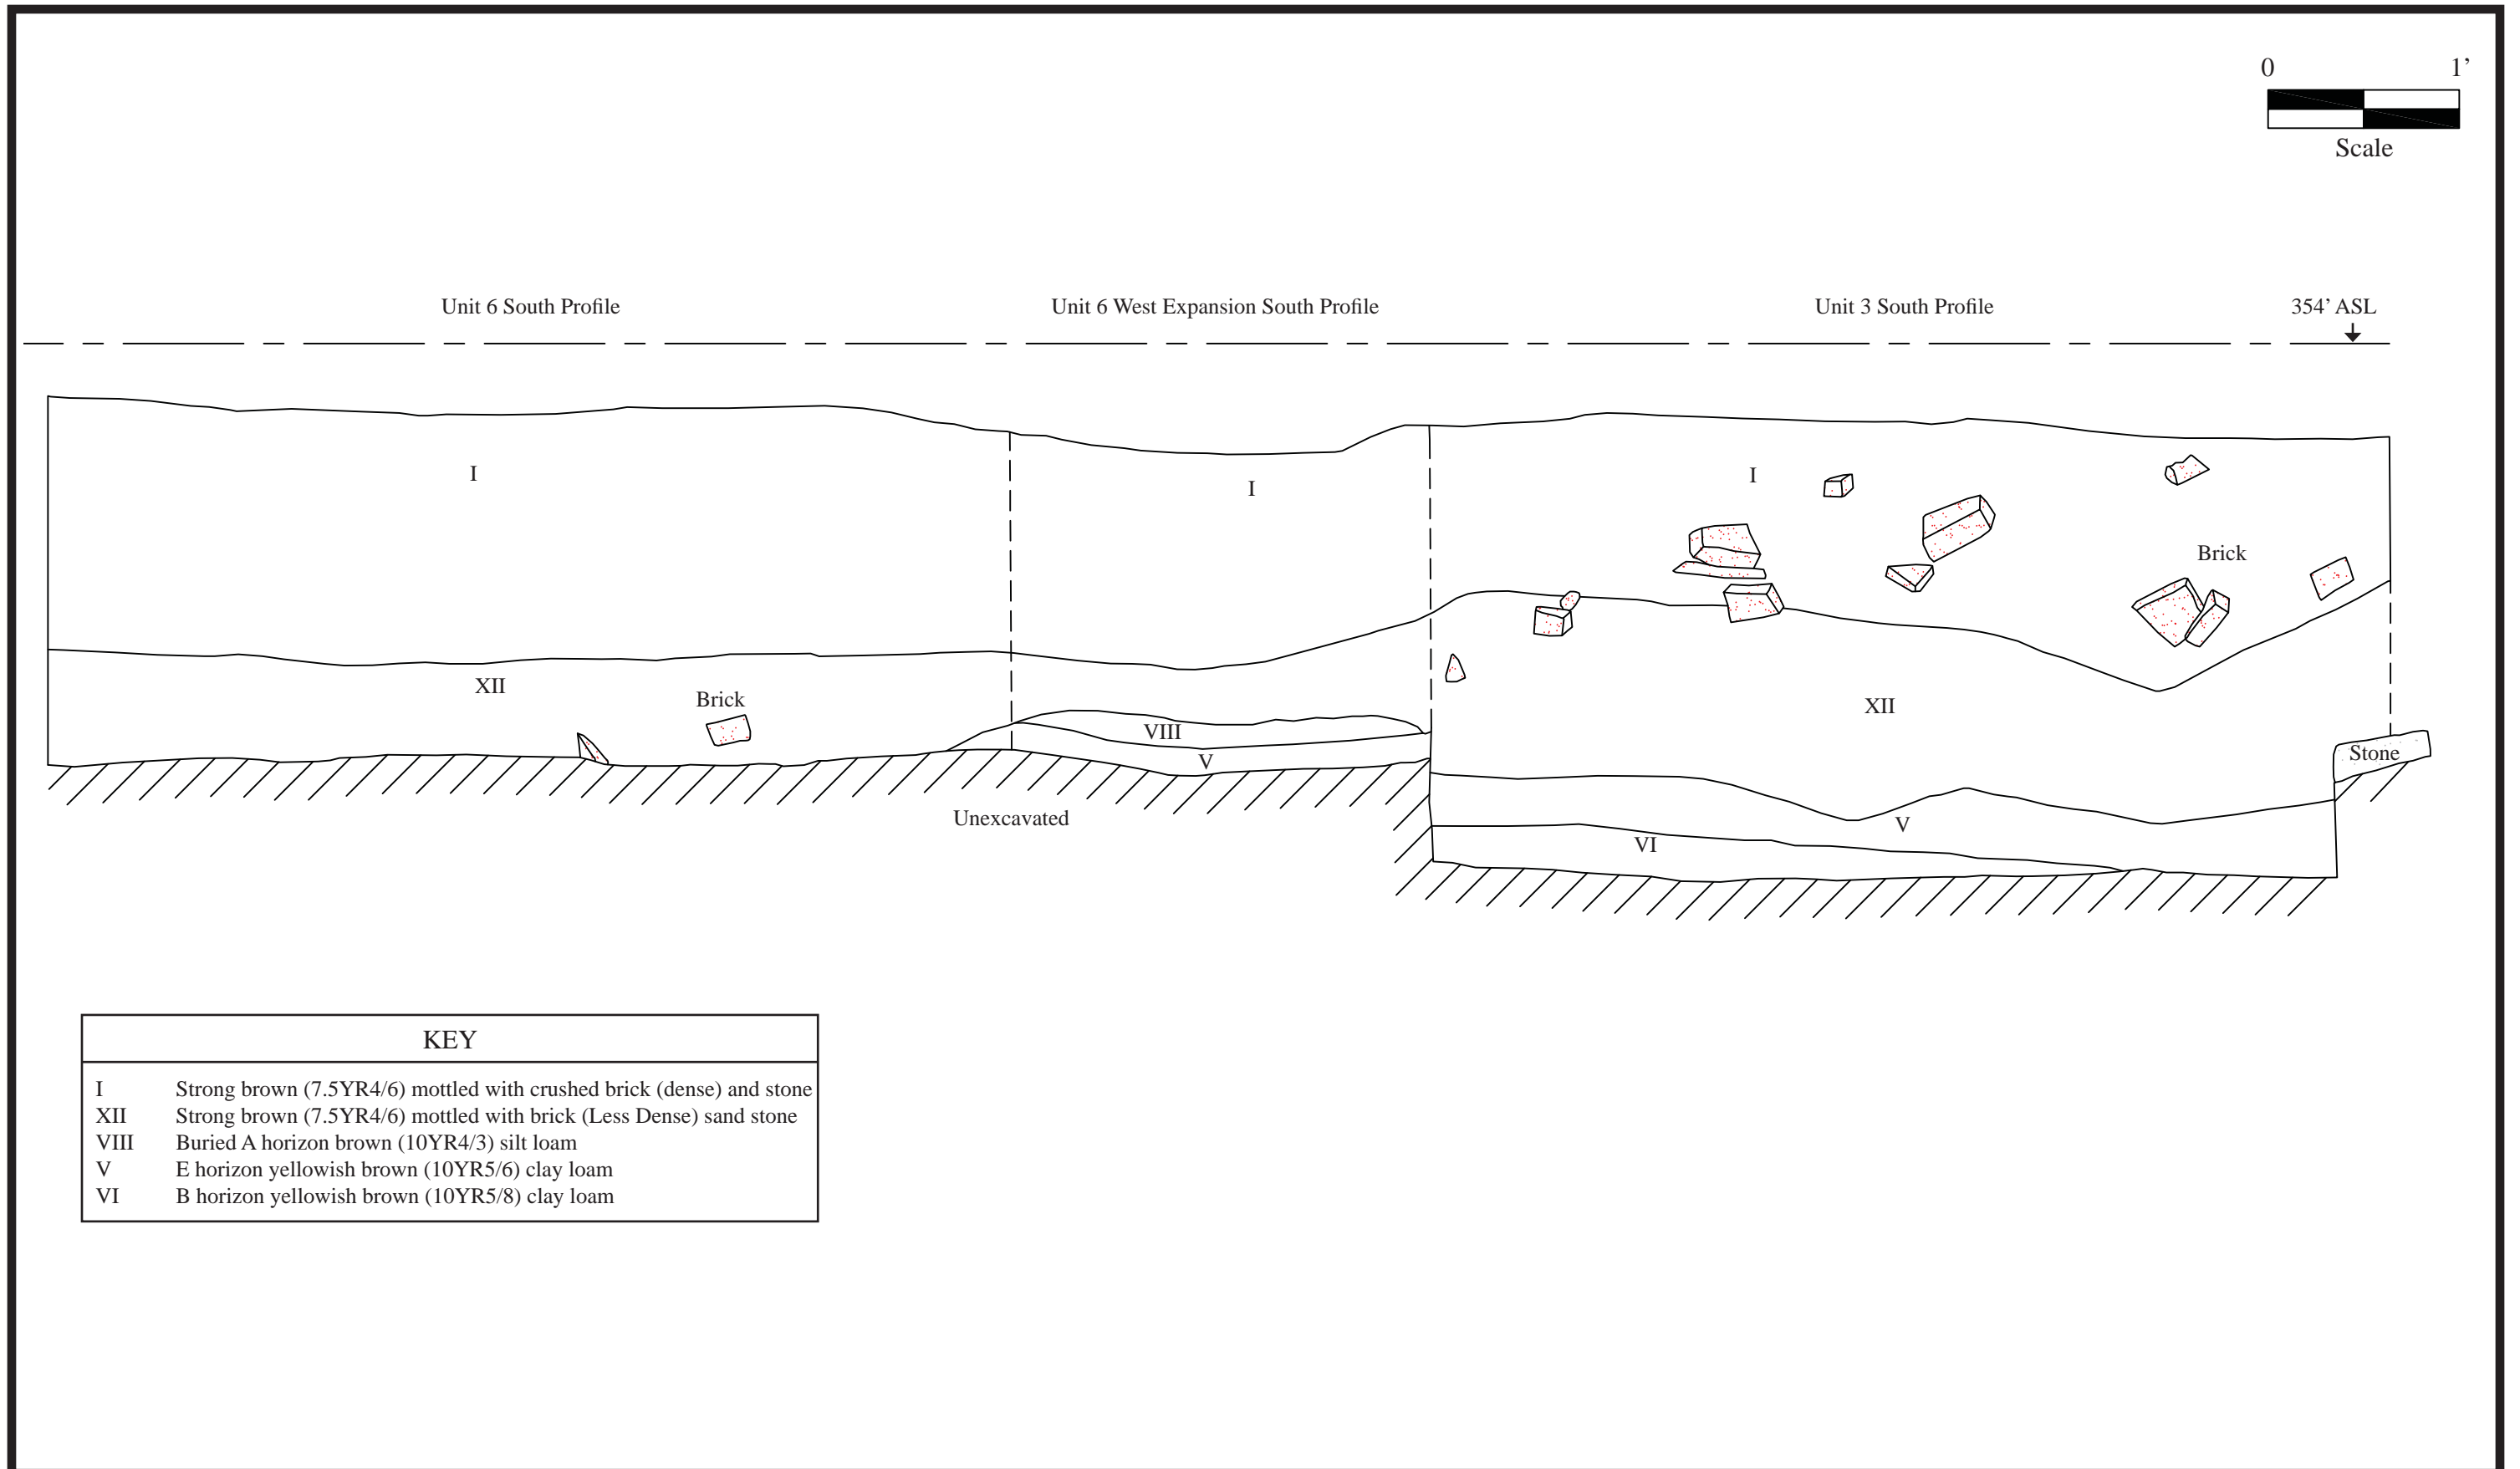 0 1’
Scale
Unit 6 South Profile
Unit 6 West Expansion South Profile
Unit 3 South Profile
354’ ASL
I
I
I
Brick
XII
Brick
XII
VIII
V
Stone
Unexcavated
V
VI
KEY
I Strong brown (7.5YR4/6) mottled with crushed brick (dense) and stone
XII Strong brown (7.5YR4/6) mottled with brick (Less Dense) sand stone
VIII Buried A horizon brown (10YR4/3) silt loam
V E horizon yellowish brown (10YR5/6) clay loam
VI B horizon yellowish brown (10YR5/8) clay loam